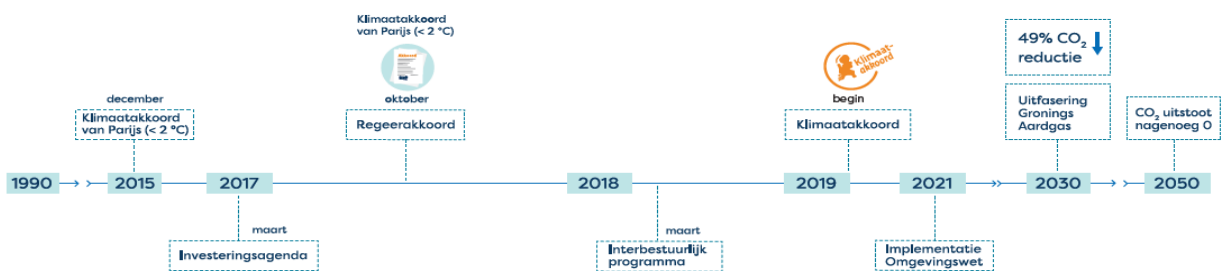 Klimaatakkoord
van Parijs (< 2 °C)
49% CO₂
reductie
Klimaat-
akkoord
december
oktober
begin
Klimaatakkoord
van Parijs (< 2 °C)
Regeerakkoord
Klimaatakkoord
Uitfasering
Gronings
Aardgas
CO₂ uitstoot
nagenoeg 0
1990
2015
2017
2018
2019
2021
2030
2050
maart
Investeringsagenda
maart
Interbestuurlijk
programma
Implementatie
Omgevingswet